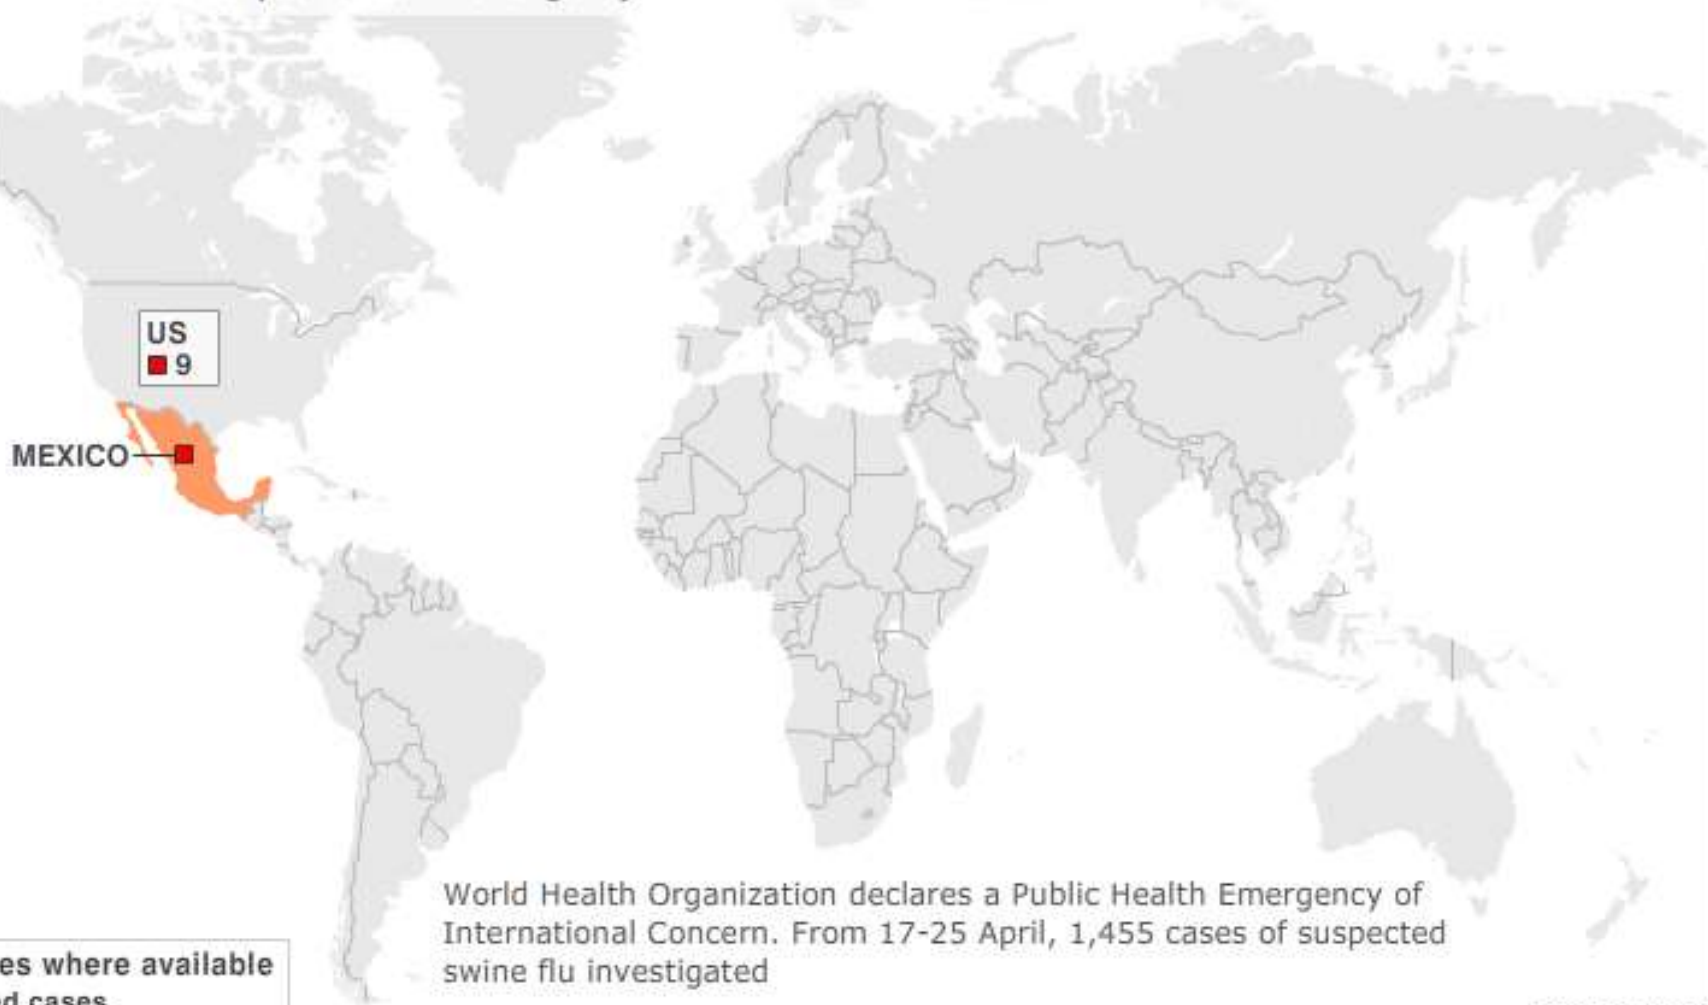 US
9
MEXICO
World Health Organization declares a Public Health Emergency of
International Concern. From 17-25 April, 1,455 cases of suspected
swine flu investigated
where available
cases